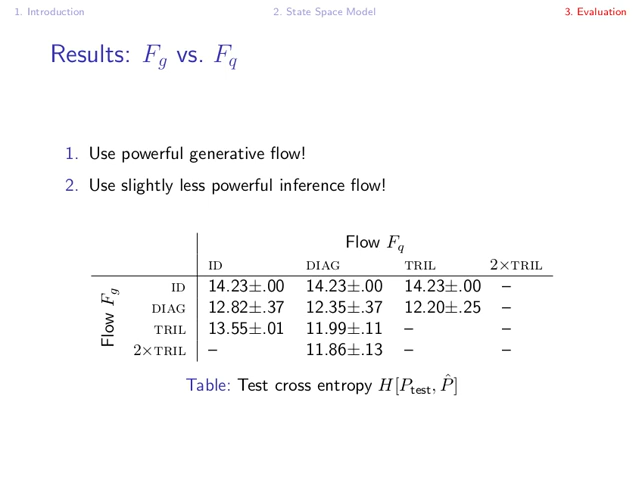 1. Introduction 2. State Space Model 3. Evaluation
Results: F_g vs. F_q
1. Use powerful generative flow!
2. Use slightly less powerful inference flow!
Flow F_q
ID DIAG TRIL 2×TRIL
Flow F_g
ID 14.23±.00 14.23±.00 14.23±.00 –
DIAG 12.82±.37 12.35±.37 12.20±.25 –
TRIL 13.55±.01 11.99±.11 – –
2×TRIL – 11.86±.13 – –
Table: Test cross entropy H[P_test, P̂]